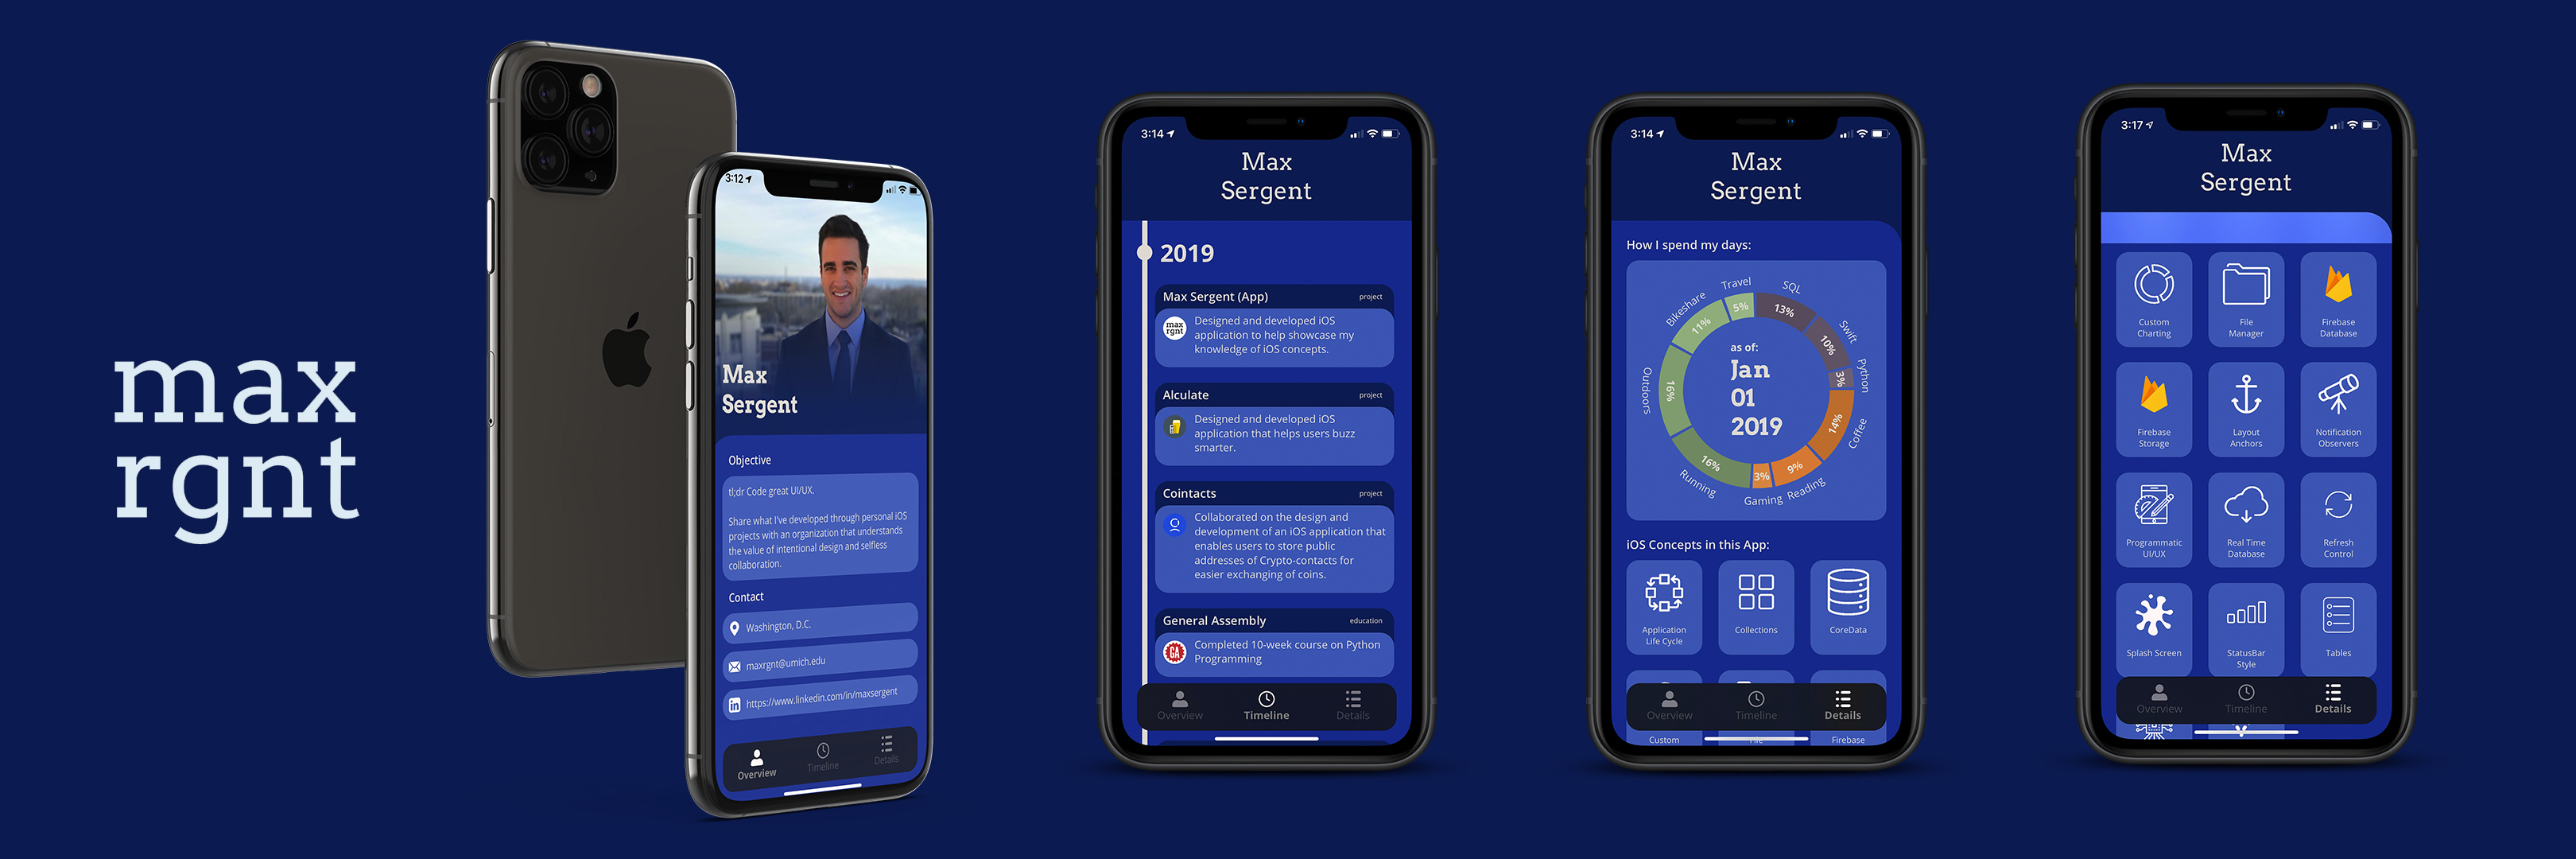 max
rgnt
3:12
Max
Sergent
Objective
tl;dr Code great UI/UX.
Share what I've developed through personal iOS
projects with an organization that understands
the value of intentional design and selfless
collaboration.
Contact
Washington, D.C.
maxrgnt@umich.edu
https://www.linkedin.com/in/maxsergent
Overview
Timeline
Details
3:14
Max
Sergent
2019
Max Sergent (App)
project
max
rgnt
Designed and developed iOS
application to help showcase my
knowledge of iOS concepts.
Alculate
project
Designed and developed iOS
application that helps users buzz
smarter.
Cointacts
project
Collaborated on the design and
development of an iOS application that
enables users to store public
addresses of Crypto-contacts for
easier exchanging of coins.
General Assembly
education
GA
Completed 10-week course on Python
Programming
Overview
Timeline
Details
3:14
Max
Sergent
How I spend my days:
Travel
5%
SQL
13%
Swift
10%
Python
3%
Coffee
14%
Reading
9%
Gaming
3%
Running
16%
Outdoors
16%
Bikeshare
11%
as of:
Jan
01
2019
iOS Concepts in this App:
Application
Life Cycle
Collections
CoreData
Overview
Timeline
Details
Custom
File
Firebase
3:17
Max
Sergent
Custom
Charting
File
Manager
Firebase
Database
Firebase
Storage
Layout
Anchors
Notification
Observers
Programmatic
UI/UX
Real Time
Database
Refresh
Control
Splash Screen
StatusBar
Style
Tables
Overview
Timeline
Details